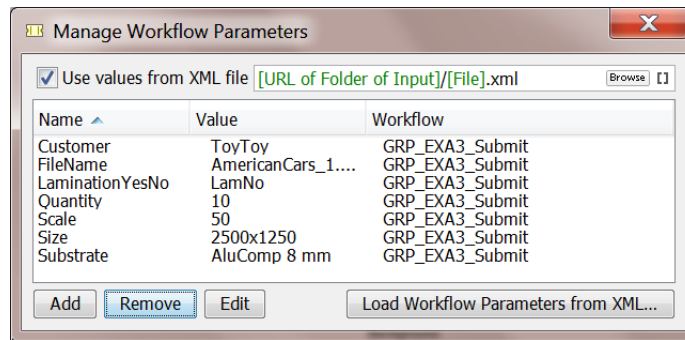 Manage Workflow Parameters
X
Use values from XML file [URL of Folder of Input]/[File].xml Browse []
Name Value Workflow
Customer ToyToy GRP_EXA3_Submit
FileName AmericanCars_1.... GRP_EXA3_Submit
LaminationYesNo LamNo GRP_EXA3_Submit
Quantity 10 GRP_EXA3_Submit
Scale 50 GRP_EXA3_Submit
Size 2500x1250 GRP_EXA3_Submit
Substrate AluComp 8 mm GRP_EXA3_Submit
Add Remove Edit Load Workflow Parameters from XML...